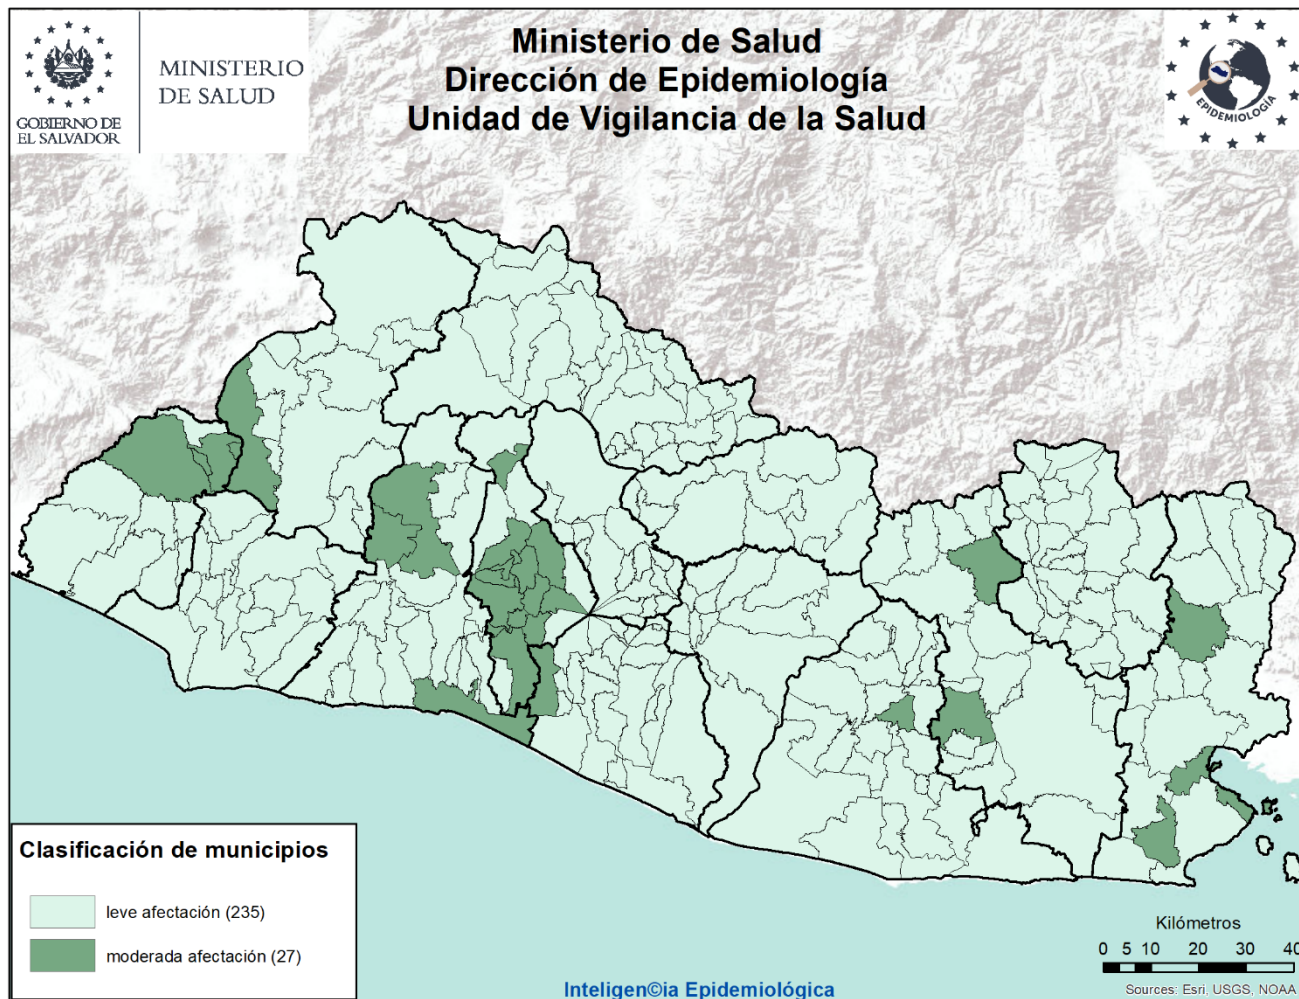 Ministerio de Salud
Dirección de Epidemiología
Unidad de Vigilancia de la Salud
MINISTERIO
DE SALUD
GOBIERNO DE
EL SALVADOR
EPIDEMIOLOGÍA
Clasificación de municipios
leve afectación (235)
moderada afectación (27)
Kilómetros
0 5 10 20 30 40
Inteligen©ia Epidemiológica
Sources: Esri, USGS, NOAA